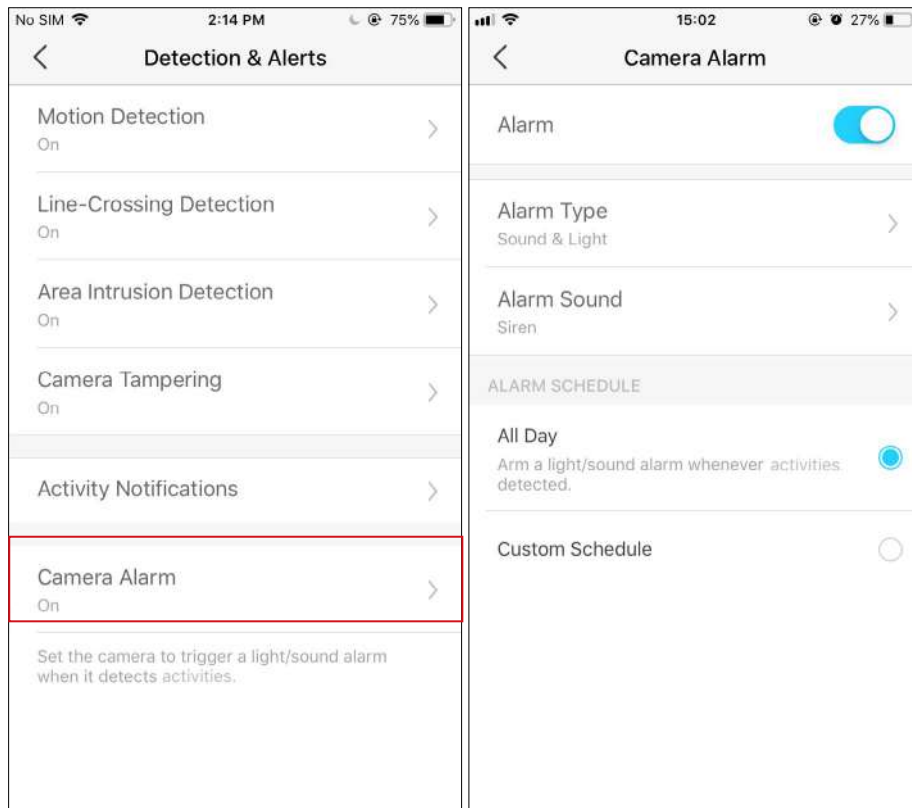 No SIM 2:14 PM 75%
Detection & Alerts
Motion Detection
On
Line-Crossing Detection
On
Area Intrusion Detection
On
Camera Tampering
On
Activity Notifications
Camera Alarm
On
Set the camera to trigger a light/sound alarm
when it detects activities.
15:02 27%
Camera Alarm
Alarm
Alarm Type
Sound & Light
Alarm Sound
Siren
ALARM SCHEDULE
All Day
Arm a light/sound alarm whenever activities
detected.
Custom Schedule